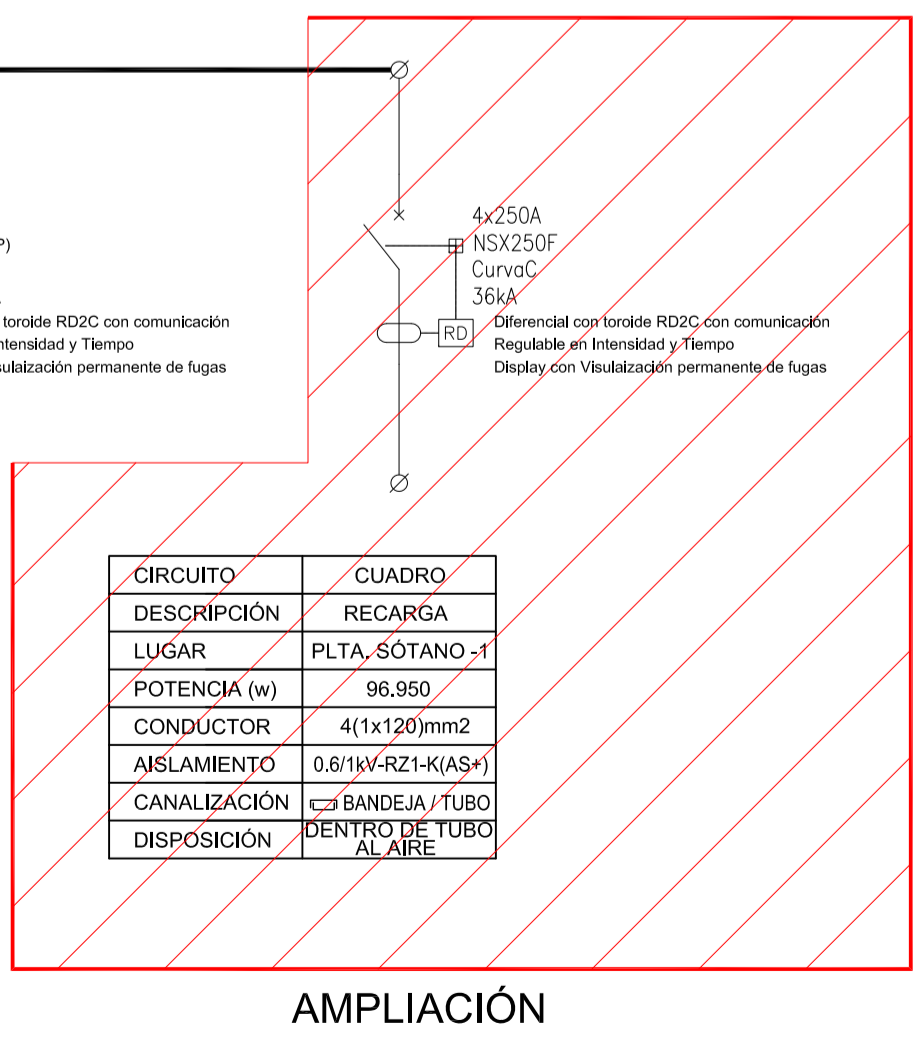 4x250A
NSX250F
CurvaC
36kA
RD
P)
toroide RD2C con comunicación
ntensidad y Tiempo
sulaización permanente de fugas
Diferencial con toroide RD2C con comunicación
Regulable en Intensidad y Tiempo
Display con Visulaización permanente de fugas
CIRCUITO CUADRO
DESCRIPCIÓN RECARGA
LUGAR PLTA. SÓTANO -1
POTENCIA (w) 96.950
CONDUCTOR 4(1x120)mm2
AISLAMIENTO 0.6/1kV-RZ1-K(AS+)
CANALIZACIÓN BANDEJA / TUBO
DISPOSICIÓN DENTRO DE TUBO
AL AIRE
AMPLIACIÓN